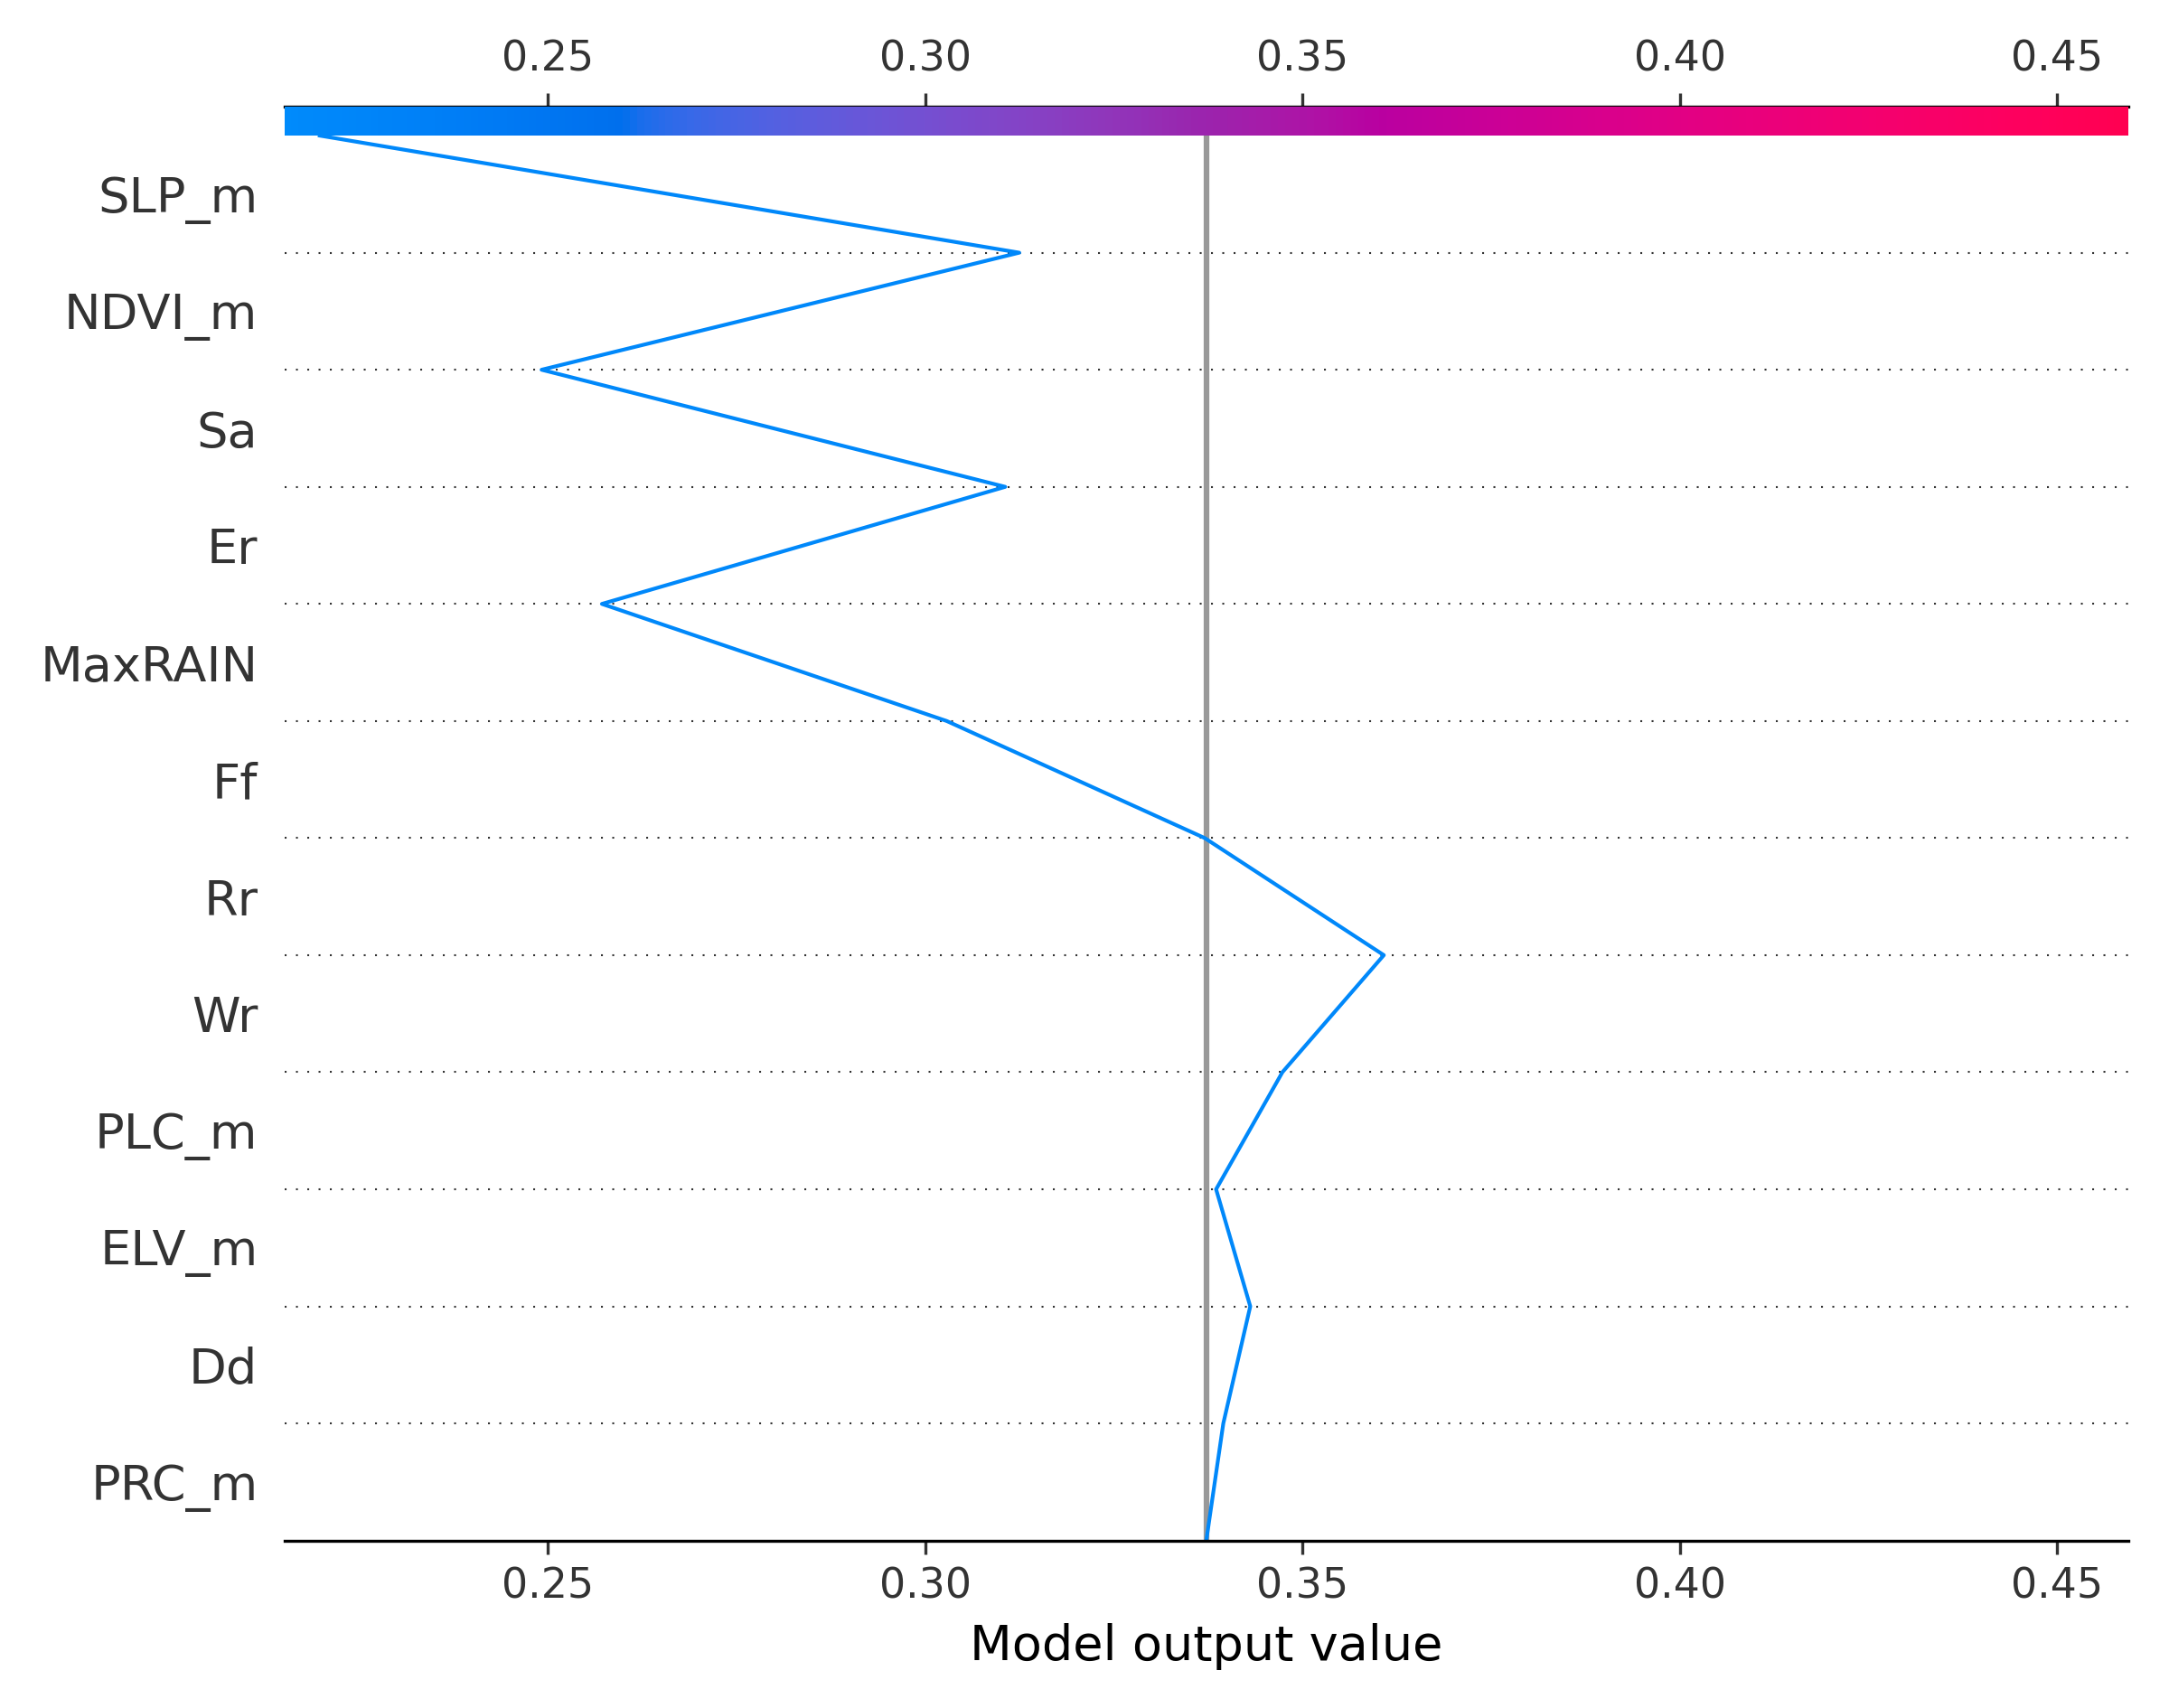 0.25 0.30 0.35 0.40 0.45
SLP_m
NDVI_m
Sa
Er
MaxRAIN
Ff
Rr
Wr
PLC_m
ELV_m
Dd
PRC_m
0.25 0.30 0.35 0.40 0.45
Model output value